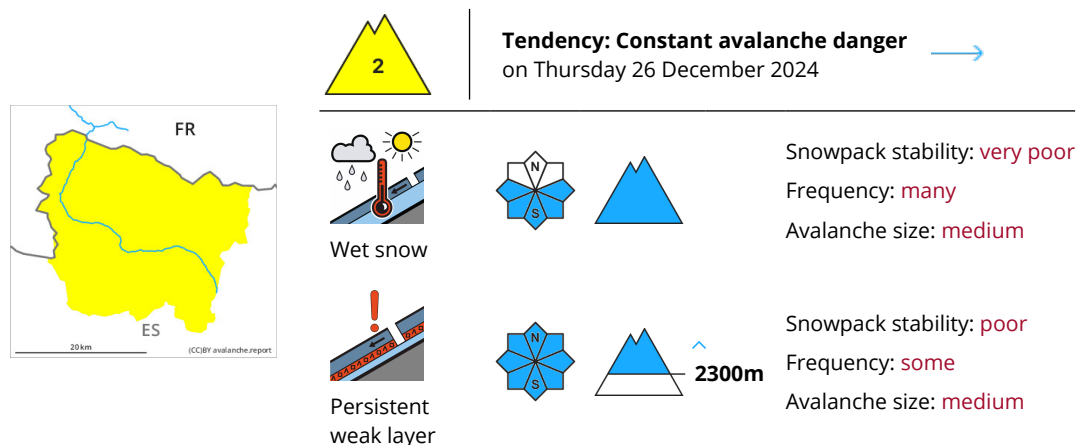 2
Tendency: Constant avalanche danger
on Thursday 26 December 2024
FR
ES
20 km
(CC)BY avalanche.report
Wet snow
N
S
Snowpack stability: very poor
Frequency: many
Avalanche size: medium
Persistent
weak layer
N
S
2300m
Snowpack stability: poor
Frequency: some
Avalanche size: medium